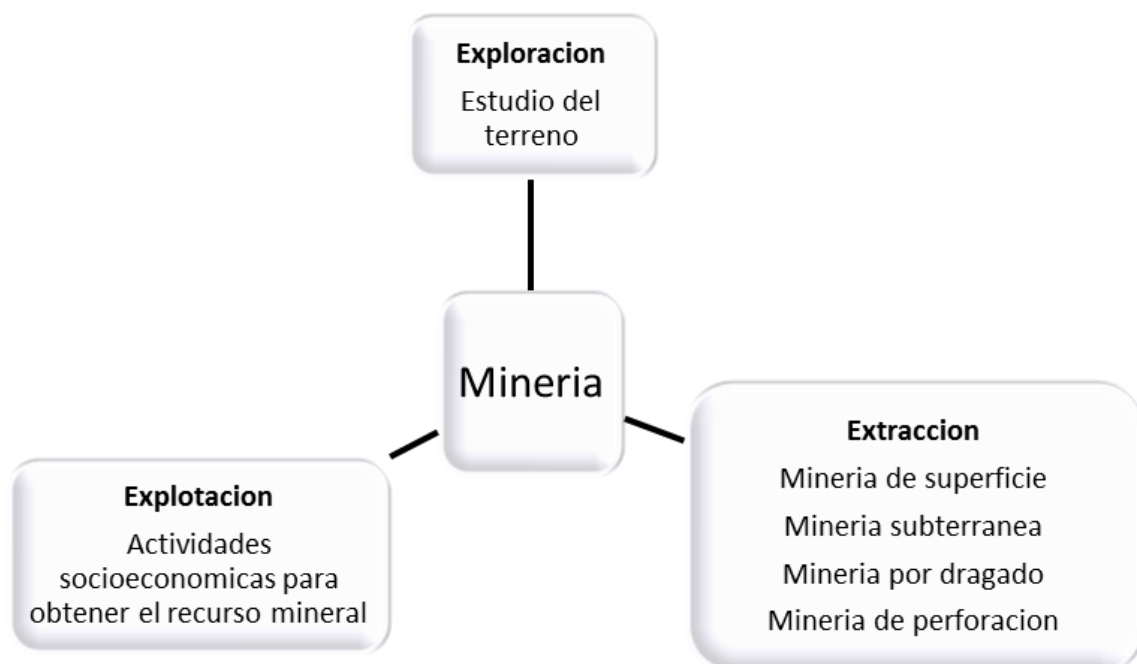 Exploracion
Estudio del
terreno
Mineria
Extraccion
Mineria de superficie
Mineria subterranea
Mineria por dragado
Mineria de perforacion
Explotacion
Actividades
socioeconomicas para
obtener el recurso mineral